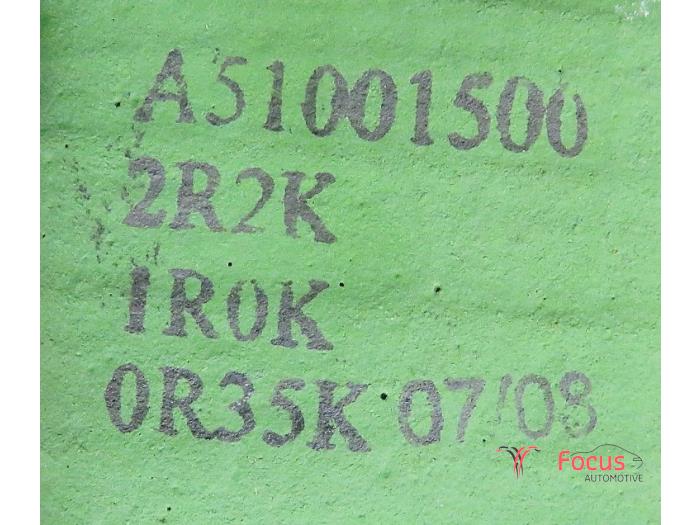 A51001500
2R2K
1R0K
0R35K 07/08
Focus
AUTOMOTIVE